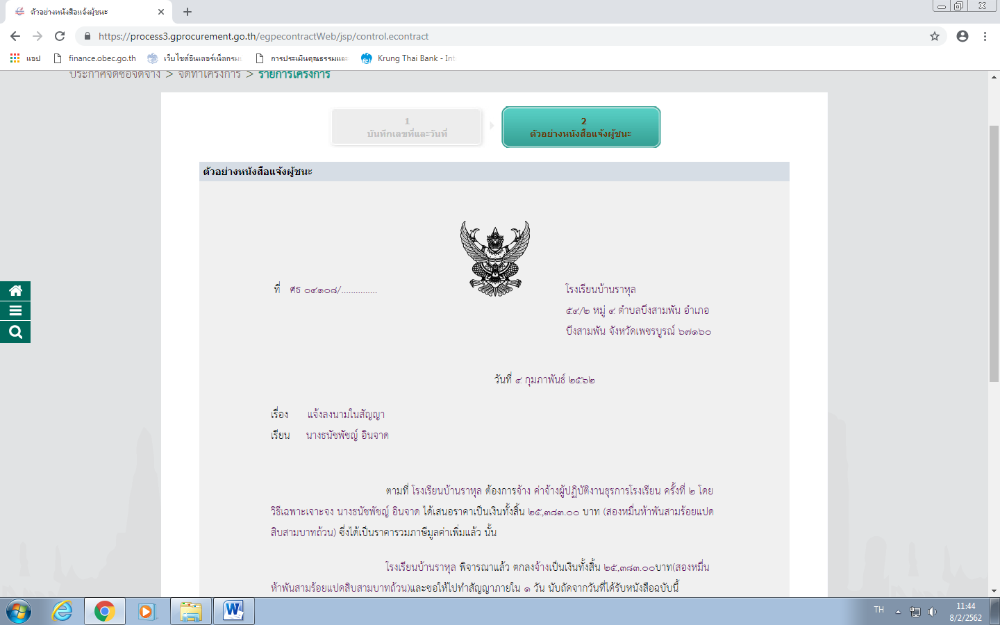 ตัวอย่างหนังสือแจ้งผู้ชนะ
https://process3.gprocurement.go.th/egpecontractWeb/jsp/control.econtract
แอป finance.obec.go.th เว็บไซต์อินเตอร์เน็ตกรม การประเมินคุณธรรมและ Krung Thai Bank - Int
ประกาศจัดซื้อจัดจ้าง > จัดทำโครงการ > รายการโครงการ
1
บันทึกเลขที่และวันที่
2
ตัวอย่างหนังสือแจ้งผู้ชนะ
ตัวอย่างหนังสือแจ้งผู้ชนะ
ที่ ศธ ๐๔๑๐๘/...............
โรงเรียนบ้านราหุล
๕๔/๒ หมู่ ๔ ตำบลบึงสามพัน อำเภอ
บึงสามพัน จังหวัดเพชรบูรณ์ ๖๗๑๖๐
วันที่ ๔ กุมภาพันธ์ ๒๕๖๒
เรื่อง แจ้งลงนามในสัญญา
เรียน นางธนัชพัชญ์ อินจาด
ตามที่ โรงเรียนบ้านราหุล ต้องการจ้าง ค่าจ้างผู้ปฏิบัติงานธุรการโรงเรียน ครั้งที่ ๒ โดย
วิธีเฉพาะเจาะจง นางธนัชพัชญ์ อินจาด ได้เสนอราคาเป็นเงินทั้งสิ้น ๒๕,๓๘๓.๐๐ บาท (สองหมื่นห้าพันสามร้อยแปด
สิบสามบาทถ้วน) ซึ่งได้เป็นราคารวมภาษีมูลค่าเพิ่มแล้ว นั้น
โรงเรียนบ้านราหุล พิจารณาแล้ว ตกลงจ้างเป็นเงินทั้งสิ้น ๒๕,๓๘๓.๐๐บาท(สองหมื่น
ห้าพันสามร้อยแปดสิบสามบาทถ้วน)และขอให้ไปทำสัญญาภายใน ๑ วัน นับถัดจากวันที่ได้รับหนังสือฉบับนี้
TH
11:44
8/2/2562